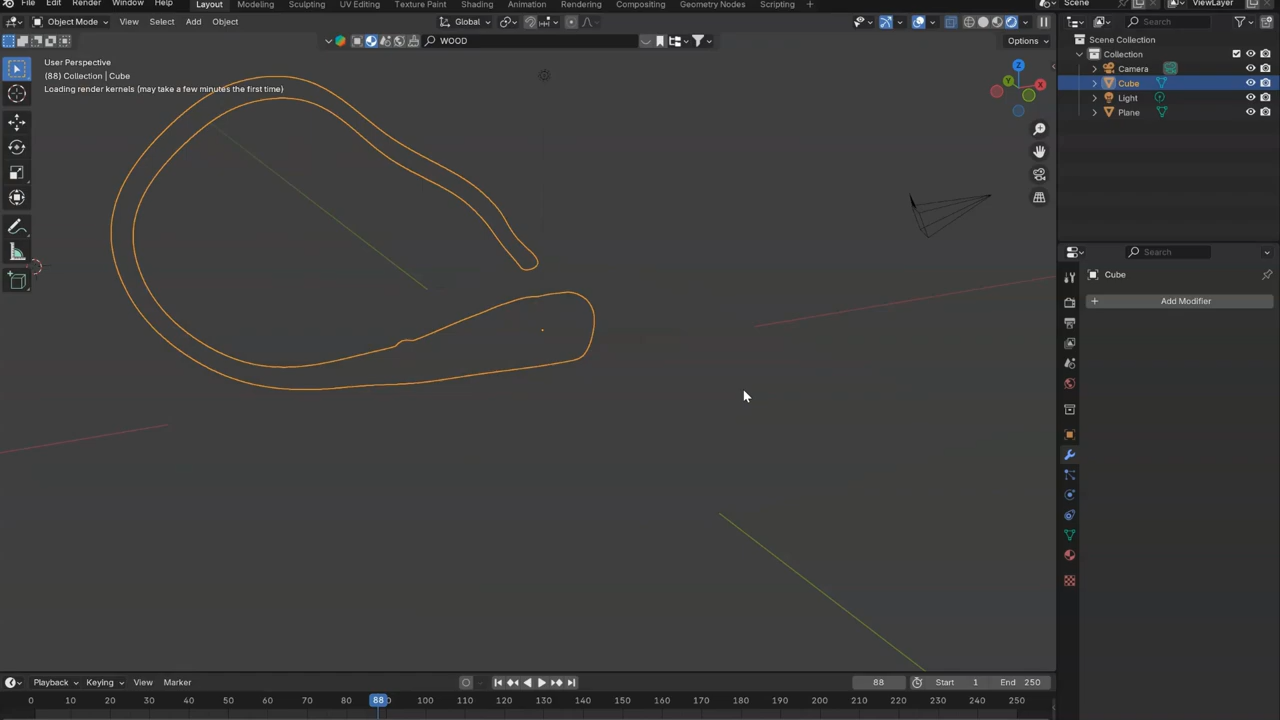 File Edit Render Window Help Layout Modeling Sculpting UV Editing Texture Paint Shading Animation Rendering Compositing Geometry Nodes Scripting + Scene ViewLayer
Object Mode View Select Add Object Global Search
WOOD Options
User Perspective
(88) Collection | Cube
Loading render kernels (may take a few minutes the first time)
Z
Y X
Scene Collection
Collection
Camera
Cube
Light
Plane
Search
Cube
+ Add Modifier
Playback Keying View Marker 88 Start 1 End 250
0 10 20 30 40 50 60 70 80 88 100 110 120 130 140 150 160 170 180 190 200 210 220 230 240 250